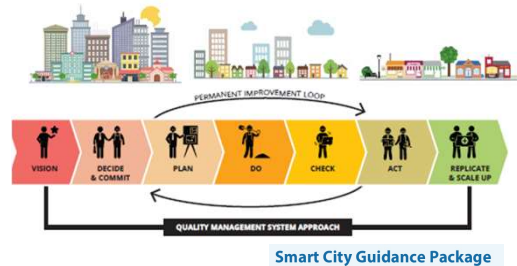 PERMANENT IMPROVEMENT LOOP
VISION
DECIDE
& COMMIT
PLAN
DO
CHECK
ACT
REPLICATE
& SCALE UP
QUALITY MANAGEMENT SYSTEM APPROACH
Smart City Guidance Package